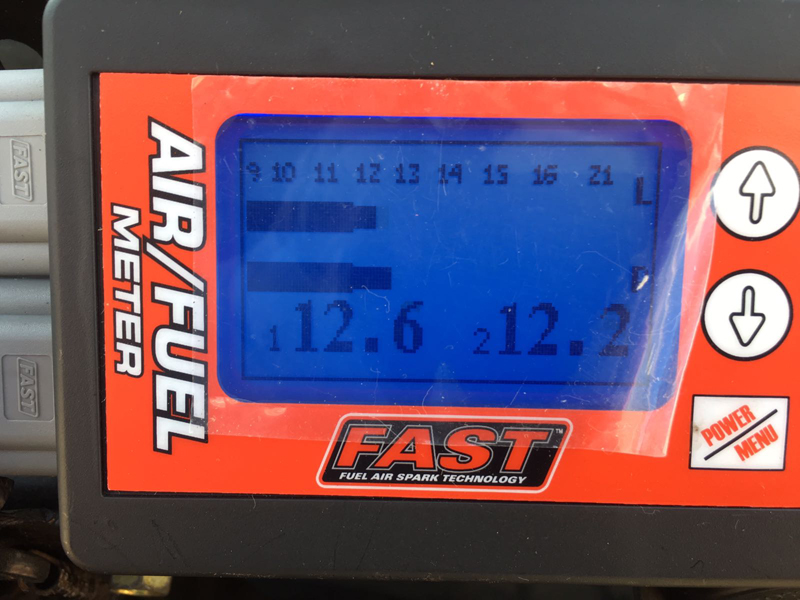 FAST
FAST
AIR/FUEL
METER
9 10 11 12 13 14 15 16 21
L
1 12.6 2 12.2
FAST™
FUEL AIR SPARK TECHNOLOGY
POWER
MENU